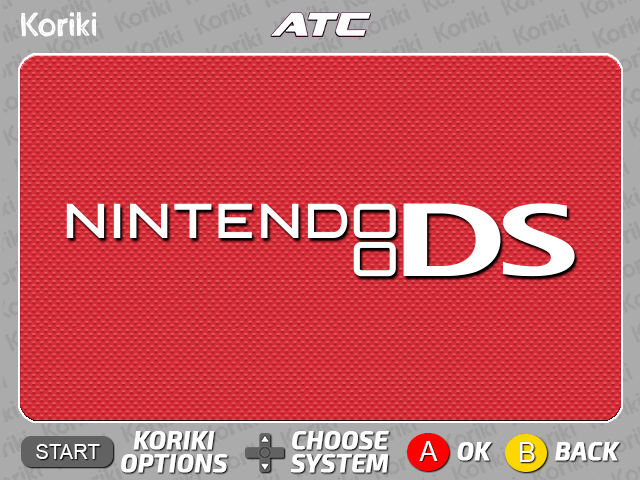 Koriki
ATC
NINTENDO DS
START
KORIKI
OPTIONS
CHOOSE
SYSTEM
A
OK
B
BACK